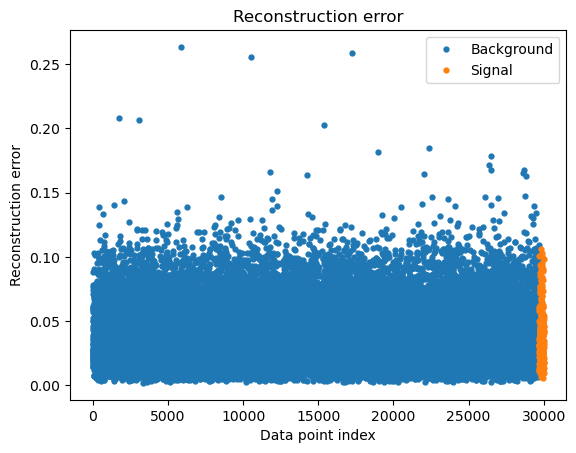 Reconstruction error
Background
Signal
Reconstruction error
0.25
0.20
0.15
0.10
0.05
0.00
0
5000
10000
15000
20000
25000
30000
Data point index